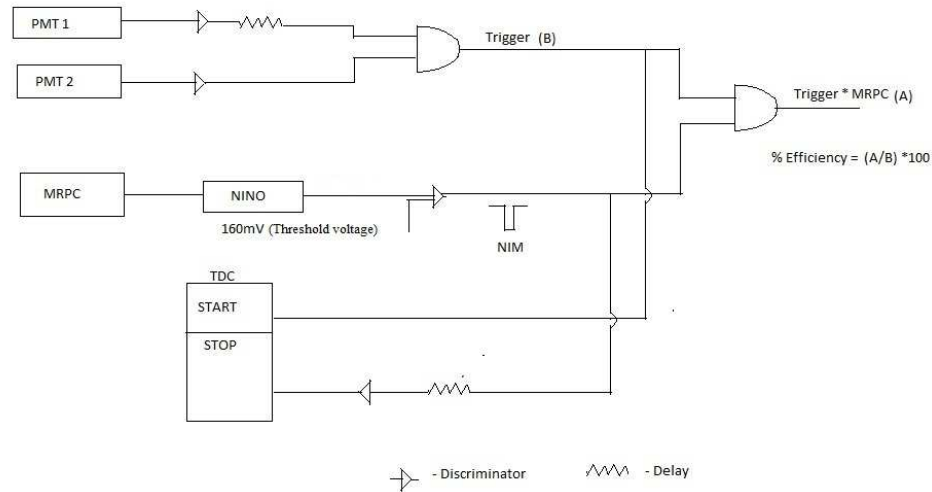 PMT 1
Trigger (B)
PMT 2
Trigger * MRPC (A)
% Efficiency = (A/B) *100
MRPC
NINO
160mV (Threshold voltage)
NIM
TDC
START
STOP
- Discriminator
- Delay